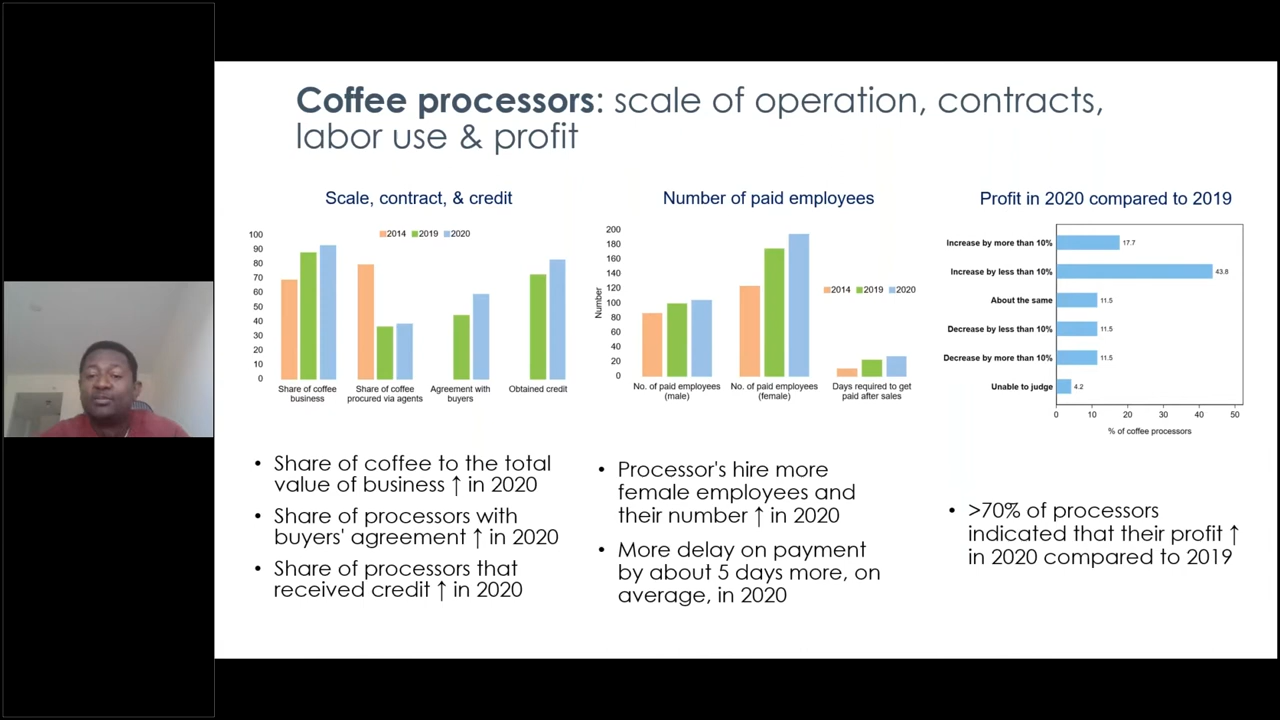 Coffee processors: scale of operation, contracts,
labor use & profit
Scale, contract, & credit
2014 2019 2020
100
90
80
70
60
50
40
30
20
10
0
Share of coffee
business
Share of coffee
procured via agents
Agreement with
buyers
Obtained credit
• Share of coffee to the total
value of business ↑ in 2020
• Share of processors with
buyers' agreement ↑ in 2020
• Share of processors that
received credit ↑ in 2020
Number of paid employees
Number
200
180
160
140
120
100
80
60
40
20
0
2014 2019 2020
No. of paid employees
(male)
No. of paid employees
(female)
Days required to get
paid after sales
• Processor's hire more
female employees and
their number ↑ in 2020
• More delay on payment
by about 5 days more, on
average, in 2020
Profit in 2020 compared to 2019
Increase by more than 10% 17.7
Increase by less than 10% 43.8
About the same 11.5
Decrease by less than 10% 11.5
Decrease by more than 10% 11.5
Unable to judge 4.2
0 10 20 30 40 50
% of coffee processors
• >70% of processors
indicated that their profit ↑
in 2020 compared to 2019